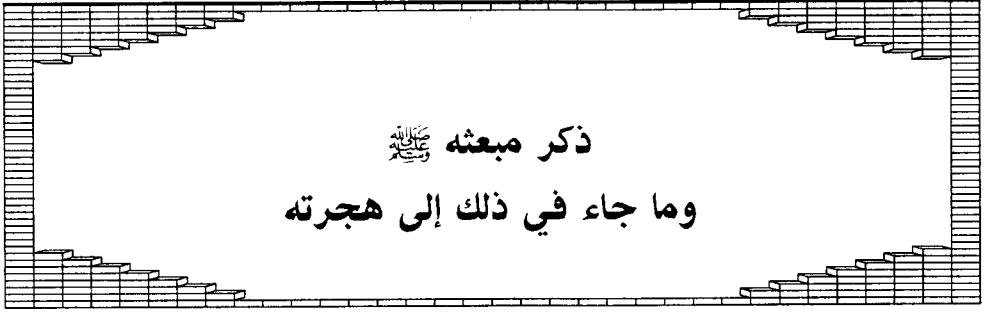 ذكر مبعثه ﷺ
وما جاء في ذلك إلى هجرته